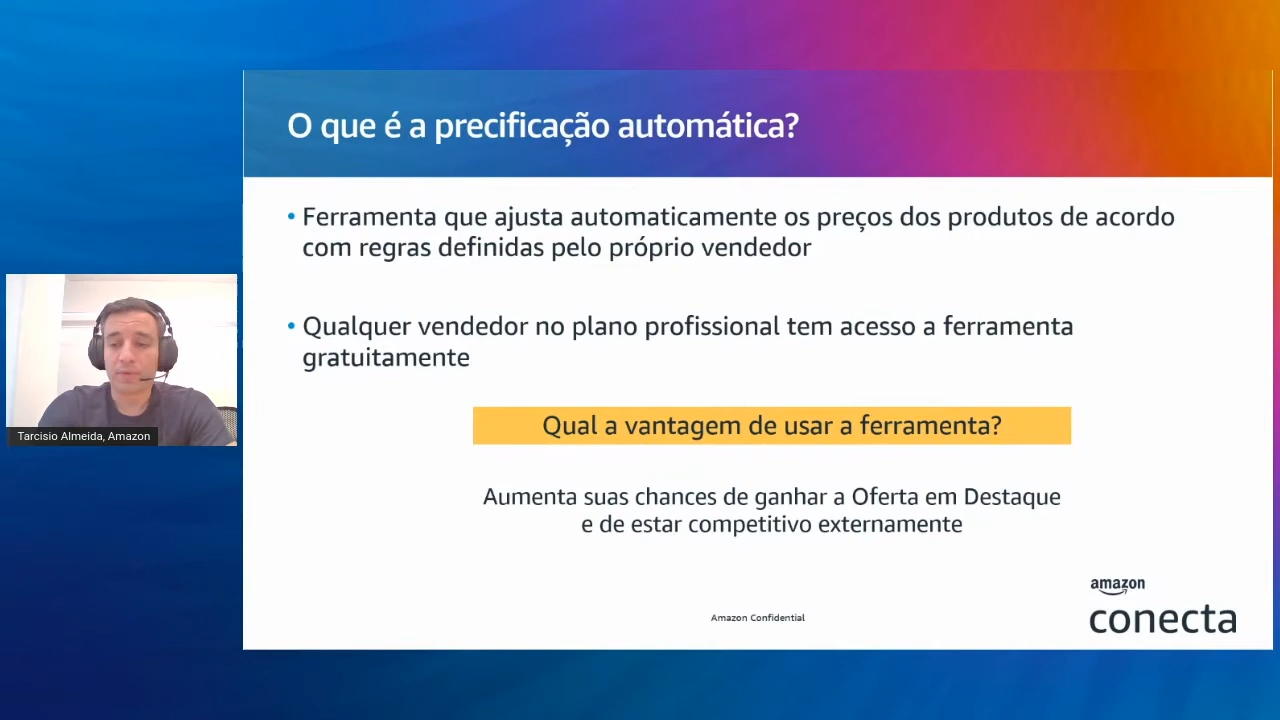 O que é a precificação automática?
• Ferramenta que ajusta automaticamente os preços dos produtos de acordo
com regras definidas pelo próprio vendedor
• Qualquer vendedor no plano profissional tem acesso a ferramenta
gratuitamente
Qual a vantagem de usar a ferramenta?
Aumenta suas chances de ganhar a Oferta em Destaque
e de estar competitivo externamente
Tarcisio Almeida, Amazon
Amazon Confidential
amazon
conecta